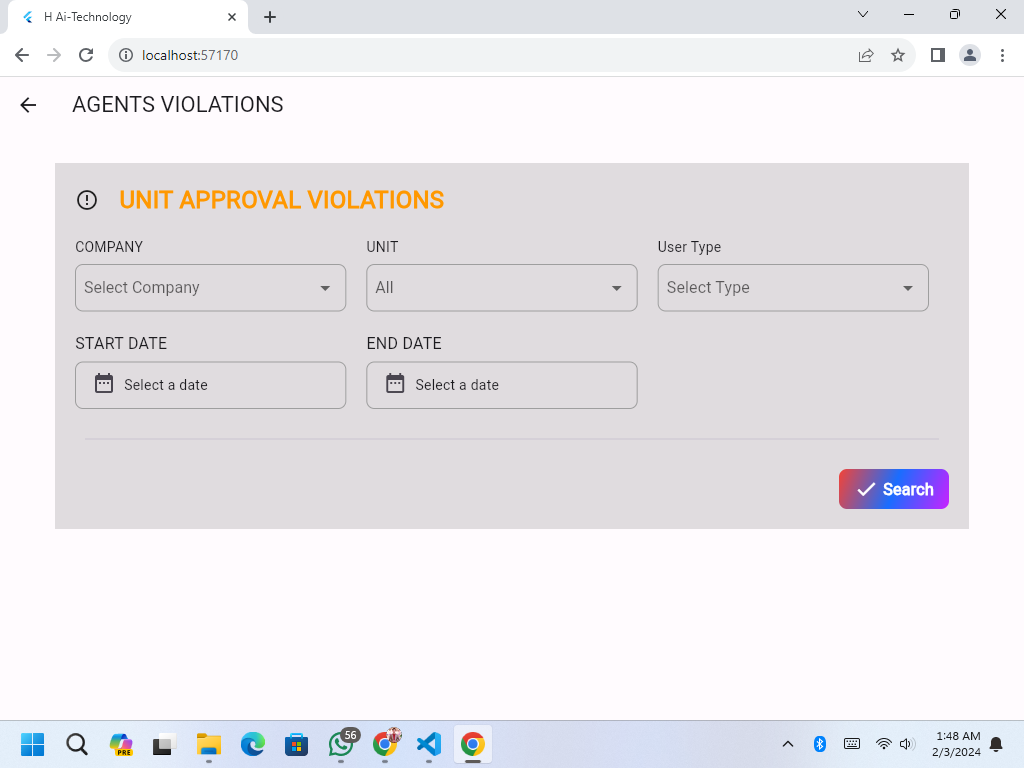 H Ai-Technology
localhost:57170
AGENTS VIOLATIONS
UNIT APPROVAL VIOLATIONS
COMPANY UNIT User Type
Select Company All Select Type
START DATE END DATE
Select a date Select a date
Search
PRE 56 1:48 AM
2/3/2024